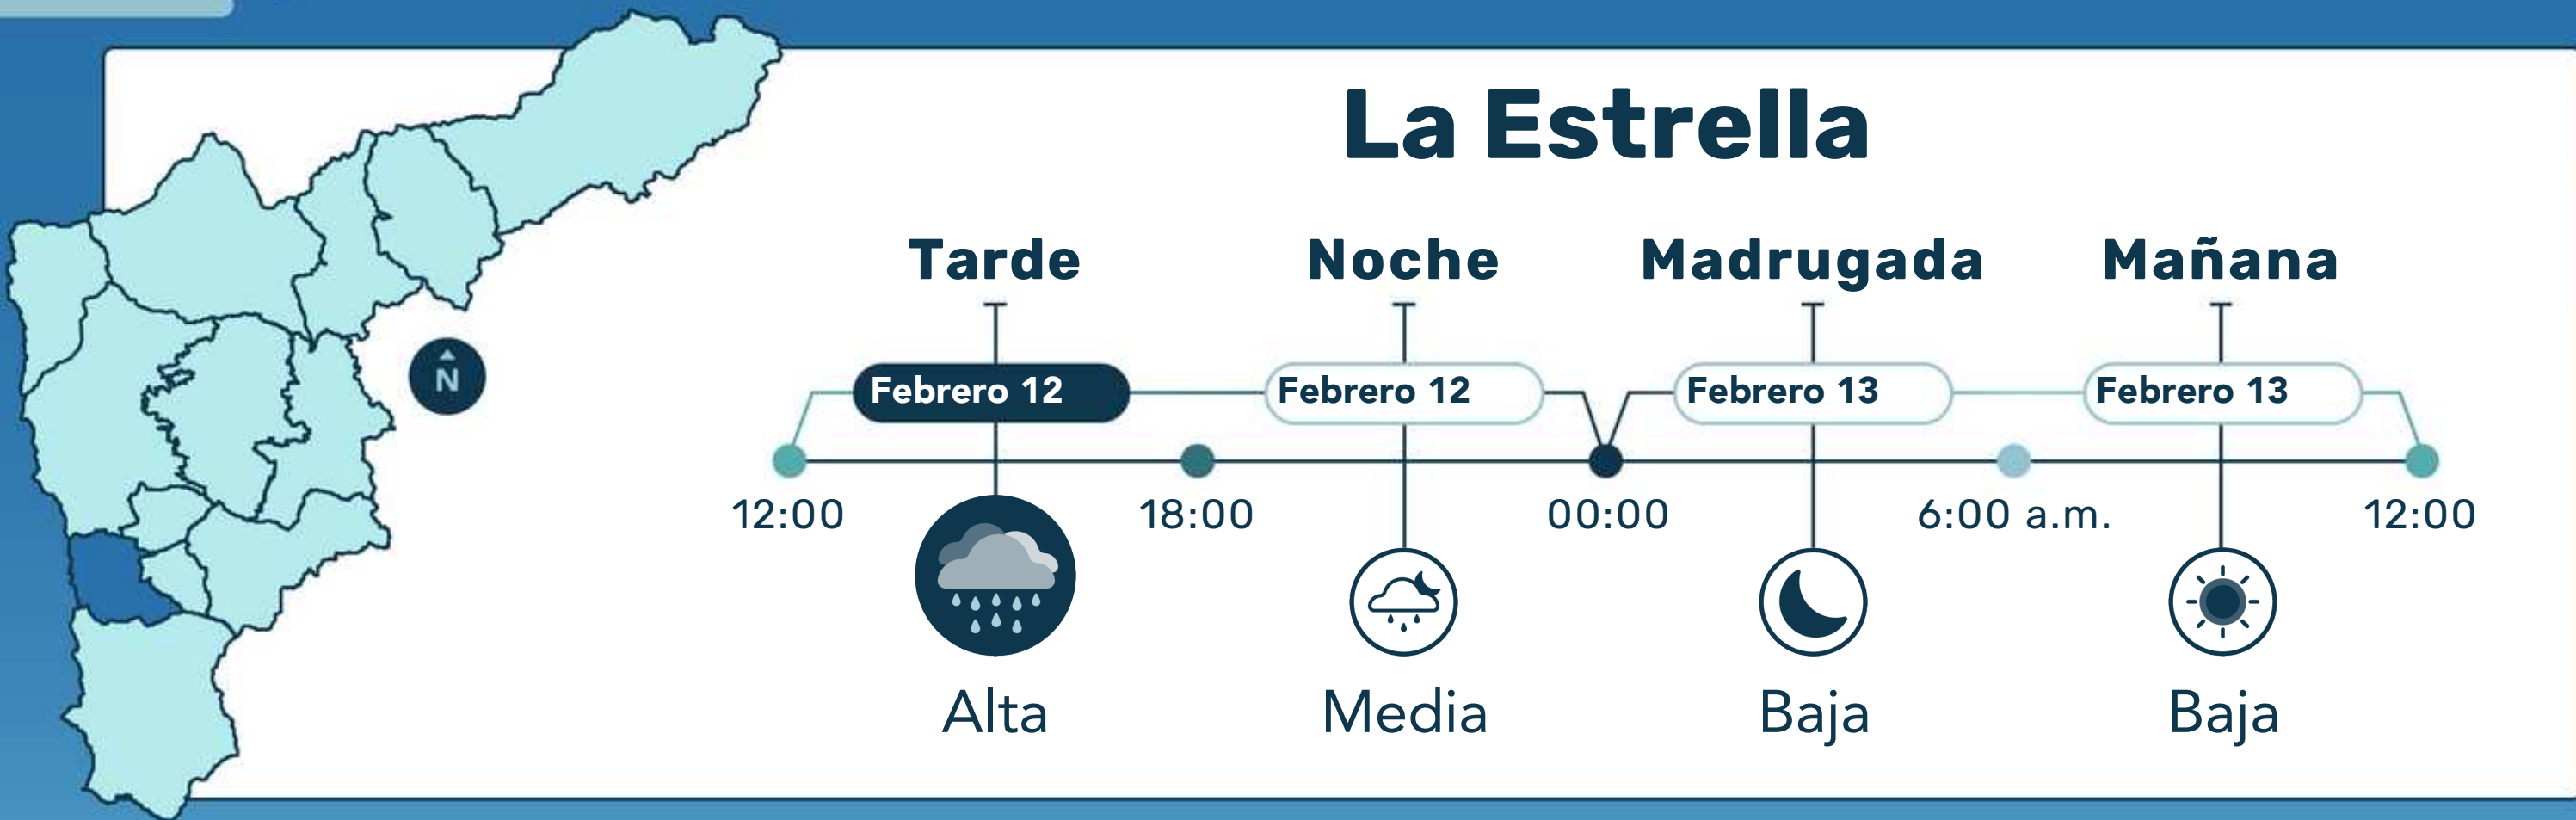 La Estrella
Tarde Noche Madrugada Mañana
Febrero 12 Febrero 12 Febrero 13 Febrero 13
N
12:00 18:00 00:00 6:00 a.m. 12:00
Alta Media Baja Baja